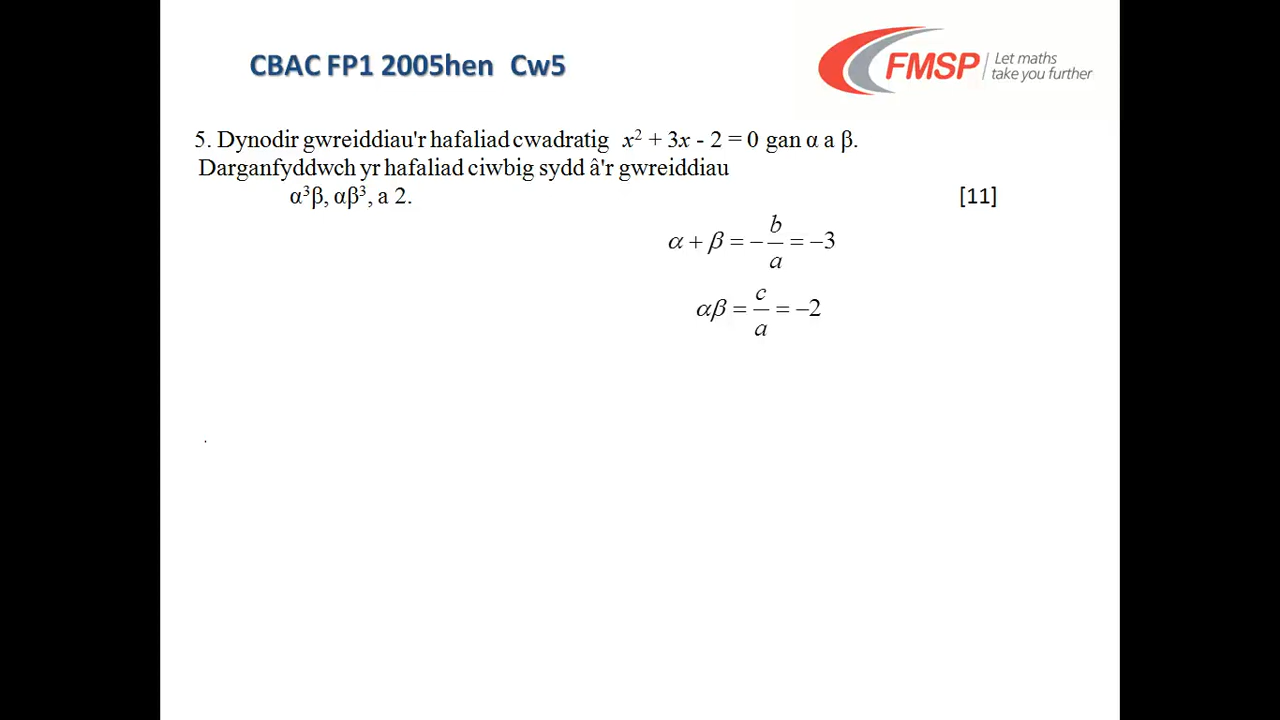 CBAC FP1 2005hen Cw5
FMSP Let maths take you further
5. Dynodir gwreiddiau'r hafaliad cwadratig x² + 3x - 2 = 0 gan α a β.
Darganfyddwch yr hafaliad ciwbig sydd â'r gwreiddiau
α³β, αβ³, a 2. [11]
α + β = −b/a = −3
αβ = c/a = −2